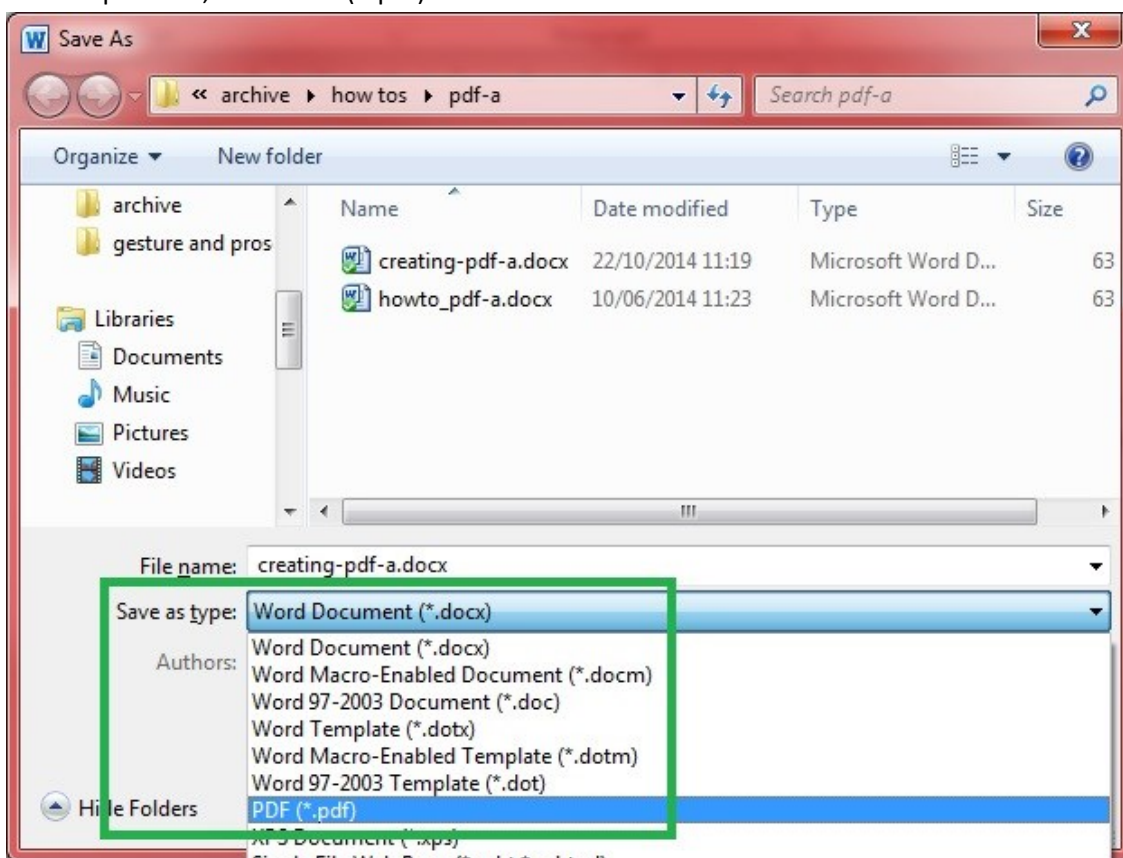 Save As
« archive ▸ how tos ▸ pdf-a
Search pdf-a
Organize ▾ New folder
archive
gesture and pros
Libraries
Documents
Music
Pictures
Videos
Name Date modified Type Size
creating-pdf-a.docx 22/10/2014 11:19 Microsoft Word D... 63
howto_pdf-a.docx 10/06/2014 11:23 Microsoft Word D... 63
File name: creating-pdf-a.docx
Save as type: Word Document (*.docx)
Authors:
Word Document (*.docx)
Word Macro-Enabled Document (*.docm)
Word 97-2003 Document (*.doc)
Word Template (*.dotx)
Word Macro-Enabled Template (*.dotm)
Word 97-2003 Template (*.dot)
PDF (*.pdf)
Hide Folders